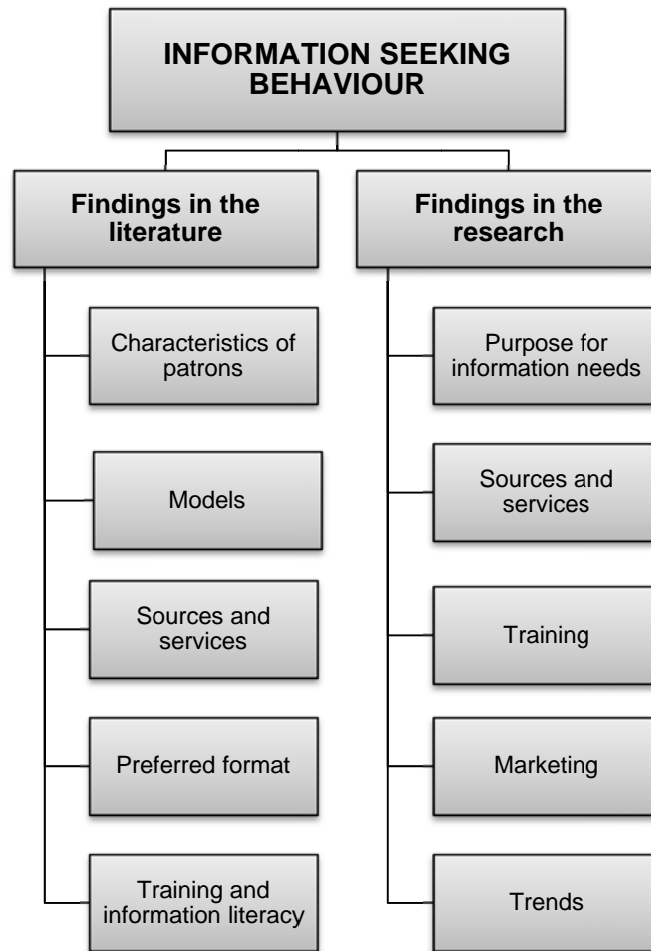 INFORMATION SEEKING
BEHAVIOUR
Findings in the
literature
Characteristics of
patrons
Models
Sources and
services
Preferred format
Training and
information literacy
Findings in the
research
Purpose for
information needs
Sources and
services
Training
Marketing
Trends